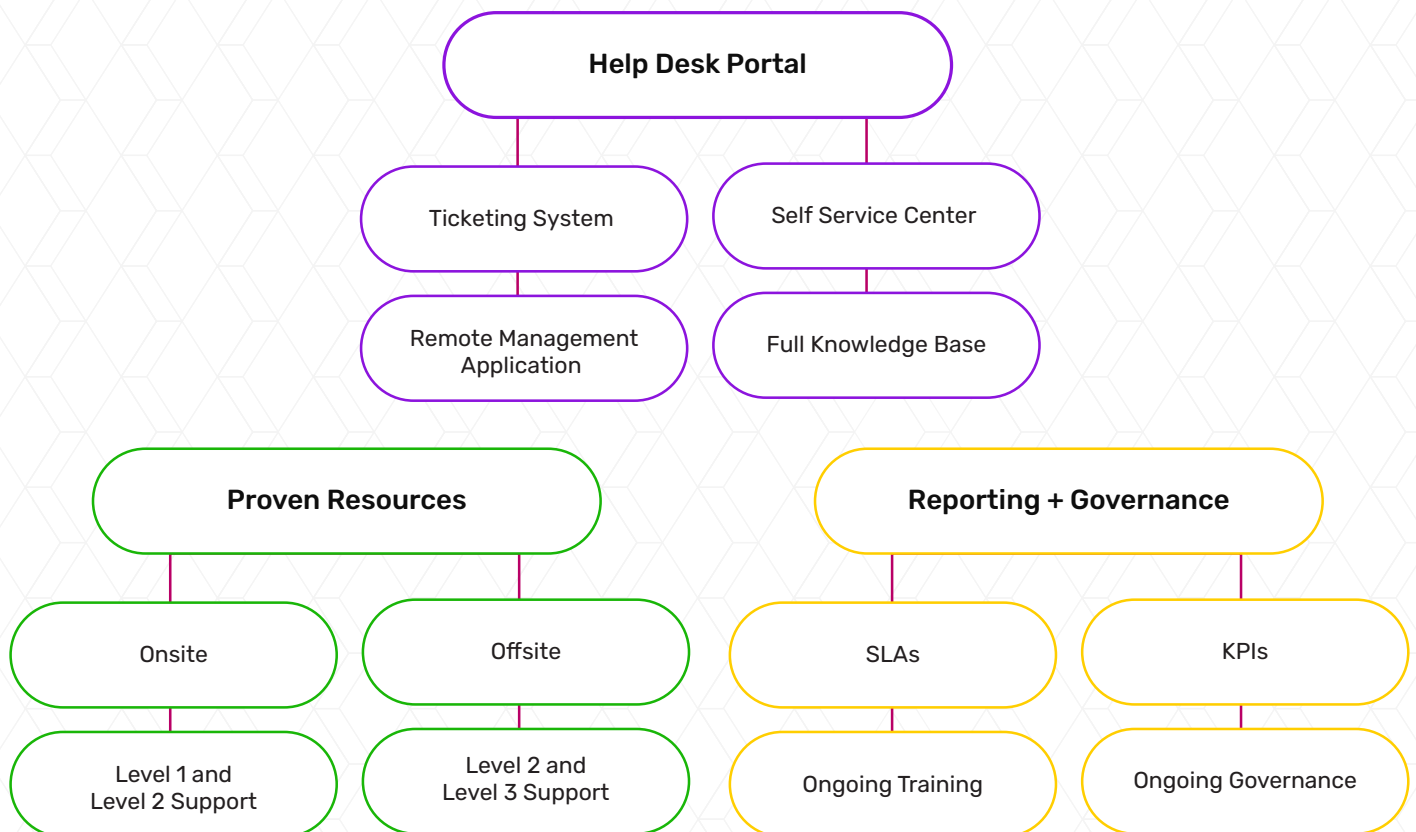 Help Desk Portal
Ticketing System
Self Service Center
Remote Management
Application
Full Knowledge Base
Proven Resources
Reporting + Governance
Onsite
Offsite
SLAs
KPIs
Level 1 and
Level 2 Support
Level 2 and
Level 3 Support
Ongoing Training
Ongoing Governance